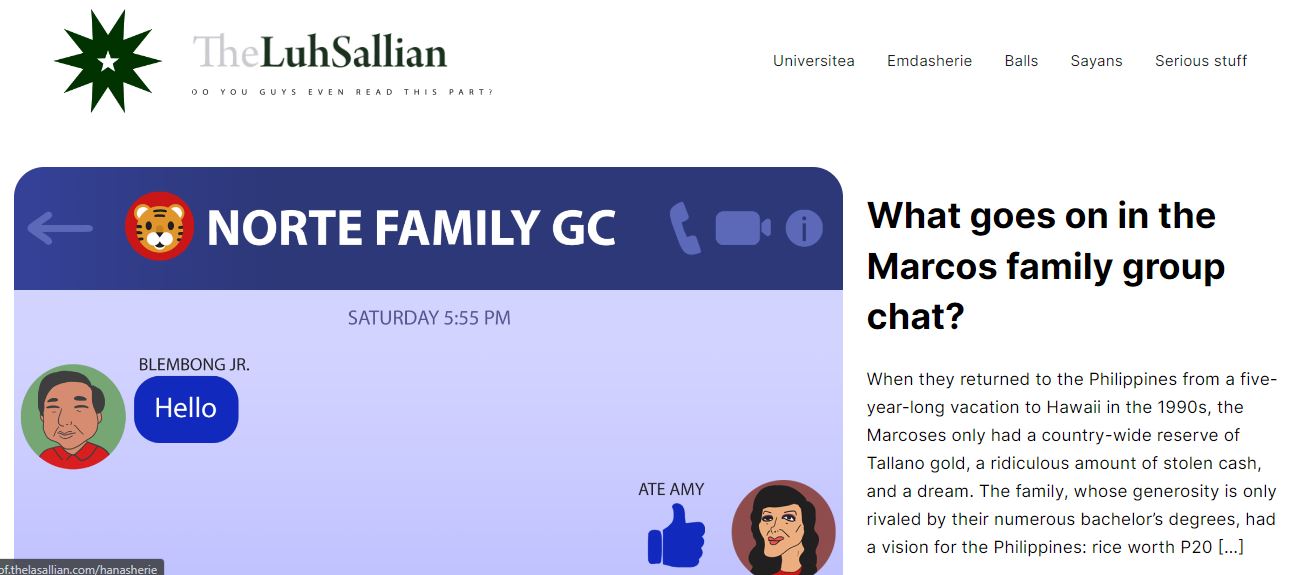 TheLuhSallian
DO YOU GUYS EVEN READ THIS PART?
Universitea Emdasherie Balls Sayans Serious stuff
NORTE FAMILY GC
SATURDAY 5:55 PM
BLEMBONG JR.
Hello
ATE AMY
What goes on in the
Marcos family group
chat?
When they returned to the Philippines from a five-
year-long vacation to Hawaii in the 1990s, the
Marcoses only had a country-wide reserve of
Tallano gold, a ridiculous amount of stolen cash,
and a dream. The family, whose generosity is only
rivaled by their numerous bachelor’s degrees, had
a vision for the Philippines: rice worth P20 [...]
of.thelasallian.com/hanasherie